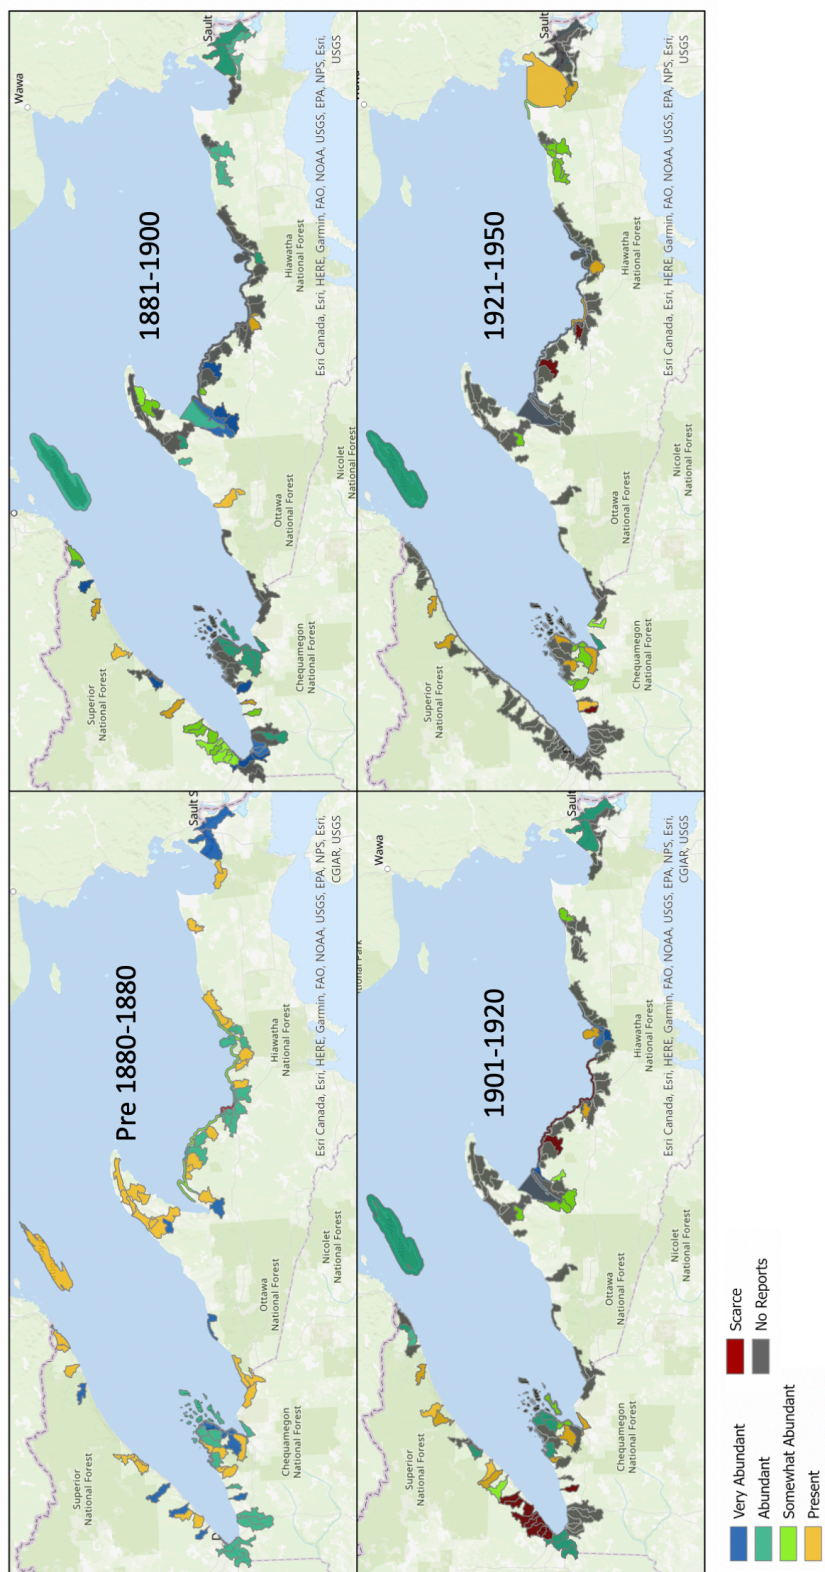 Pre 1880-1880
Superior
National Forest
D
Sault S
Chequamegon
National Forest
Ottawa
National Forest
Nicolet
National Forest
Hiawatha
National Forest
Esri Canada, Esri, HERE, Garmin, FAO, NOAA, USGS, EPA, NPS, Esri,
CGIAR, USGS
Wawa
1881-1900
Superior
National Forest
Sault
Chequamegon
National Forest
Ottawa
National Forest
Nicolet
National Forest
Hiawatha
National Forest
Esri Canada, Esri, HERE, Garmin, FAO, NOAA, USGS, EPA, NPS, Esri,
USGS
tional Park
Wawa
1901-1920
Superior
National Forest
Sault
Chequamegon
National Forest
Ottawa
National Forest
Nicolet
National Forest
Hiawatha
National Forest
Esri Canada, Esri, HERE, Garmin, FAO, NOAA, USGS, EPA, NPS, Esri,
CGIAR, USGS
1921-1950
Superior
National Forest
Sault
Chequamegon
National Forest
Ottawa
National Forest
Nicolet
National Forest
Hiawatha
National Forest
Esri Canada, Esri, HERE, Garmin, FAO, NOAA, USGS, EPA, NPS, Esri,
USGS
Very Abundant
Abundant
Somewhat Abundant
Present
Scarce
No Reports